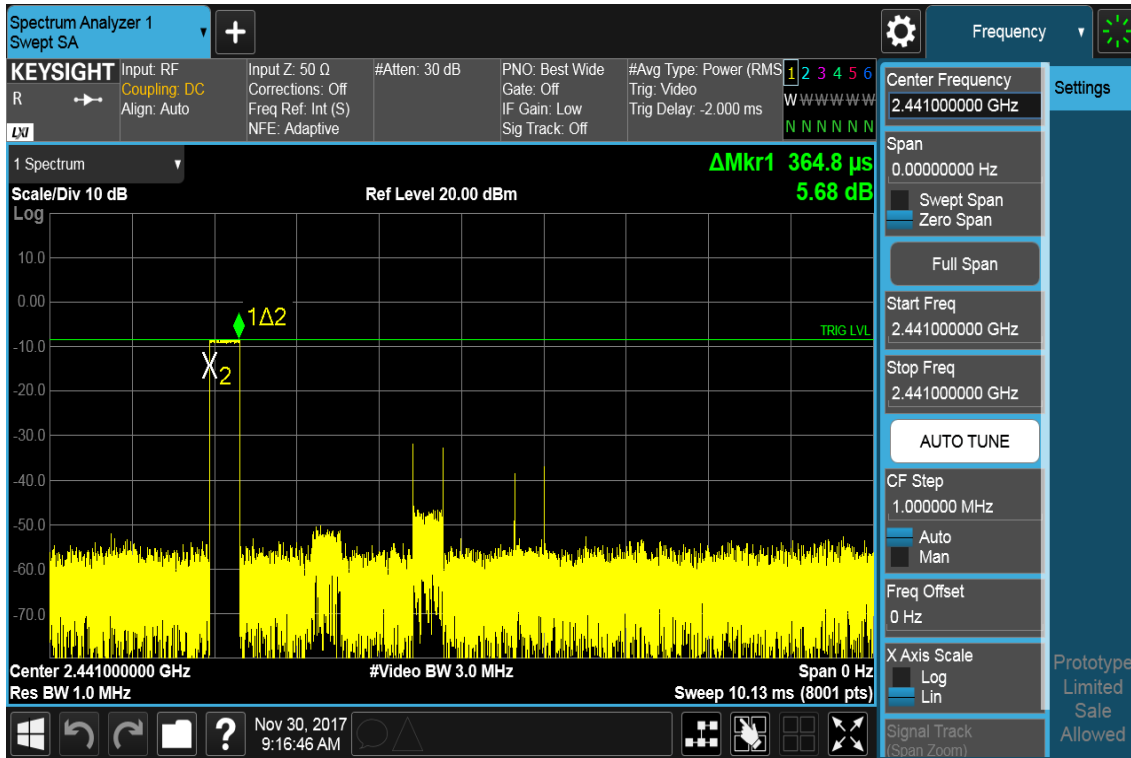 Spectrum Analyzer 1
Swept SA
+
Frequency
KEYSIGHT
R
LXI
Input: RF
Coupling: DC
Align: Auto
Input Z: 50 Ω
Corrections: Off
Freq Ref: Int (S)
NFE: Adaptive
#Atten: 30 dB
PNO: Best Wide
Gate: Off
IF Gain: Low
Sig Track: Off
#Avg Type: Power (RMS
Trig: Video
Trig Delay: -2.000 ms
1 2 3 4 5 6
W W W W W W
N N N N N N
1 Spectrum
Scale/Div 10 dB
Log
Ref Level 20.00 dBm
ΔMkr1 364.8 µs
5.68 dB
10.0
0.00
-10.0
-20.0
-30.0
-40.0
-50.0
-60.0
-70.0
1Δ2
X2
TRIG LVL
Center 2.441000000 GHz
Res BW 1.0 MHz
#Video BW 3.0 MHz
Span 0 Hz
Sweep 10.13 ms (8001 pts)
?
Nov 30, 2017
9:16:46 AM
Center Frequency
2.441000000 GHz
Span
0.00000000 Hz
Swept Span
Zero Span
Full Span
Start Freq
2.441000000 GHz
Stop Freq
2.441000000 GHz
AUTO TUNE
CF Step
1.000000 MHz
Auto
Man
Freq Offset
0 Hz
X Axis Scale
Log
Lin
Signal Track
(Span Zoom)
Settings
Prototype
Limited
Sale
Allowed